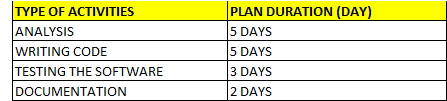 TYPE OF ACTIVITIES PLAN DURATION (DAY)
ANALYSIS 5 DAYS
WRITING CODE 5 DAYS
TESTING THE SOFTWARE 3 DAYS
DOCUMENTATION 2 DAYS